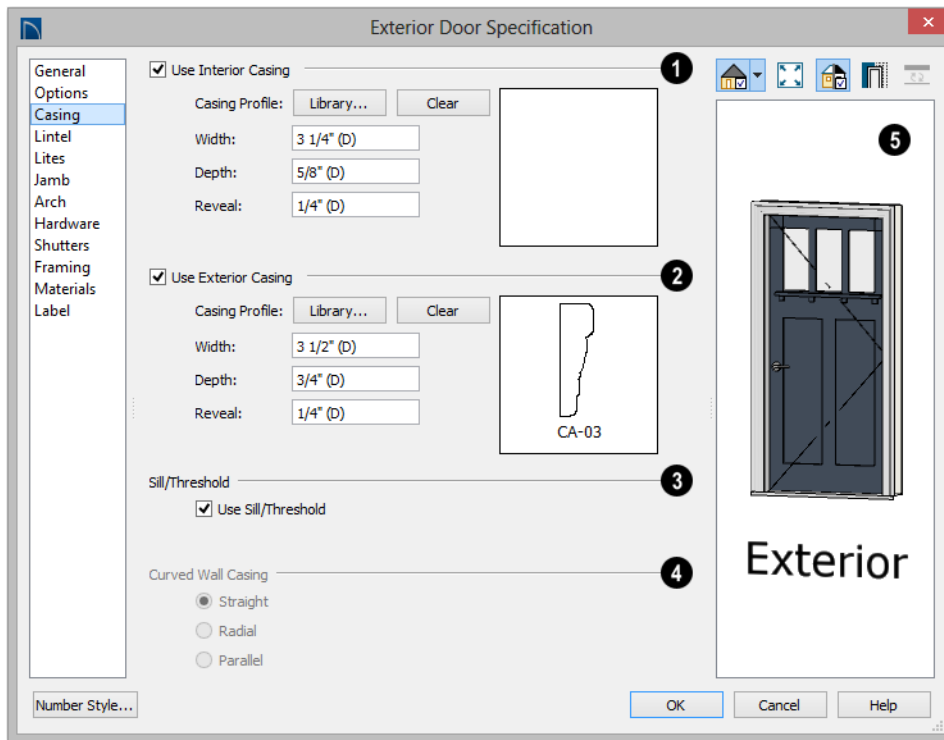 Exterior Door Specification
General
Options
Casing
Lintel
Lites
Jamb
Arch
Hardware
Shutters
Framing
Materials
Label
Use Interior Casing
1
Casing Profile: Library... Clear
Width: 3 1/4" (D)
Depth: 5/8" (D)
Reveal: 1/4" (D)
Use Exterior Casing
2
Casing Profile: Library... Clear
Width: 3 1/2" (D)
Depth: 3/4" (D)
Reveal: 1/4" (D)
CA-03
Sill/Threshold
3
Use Sill/Threshold
Curved Wall Casing
4
Straight
Radial
Parallel
5
Exterior
Number Style... OK Cancel Help